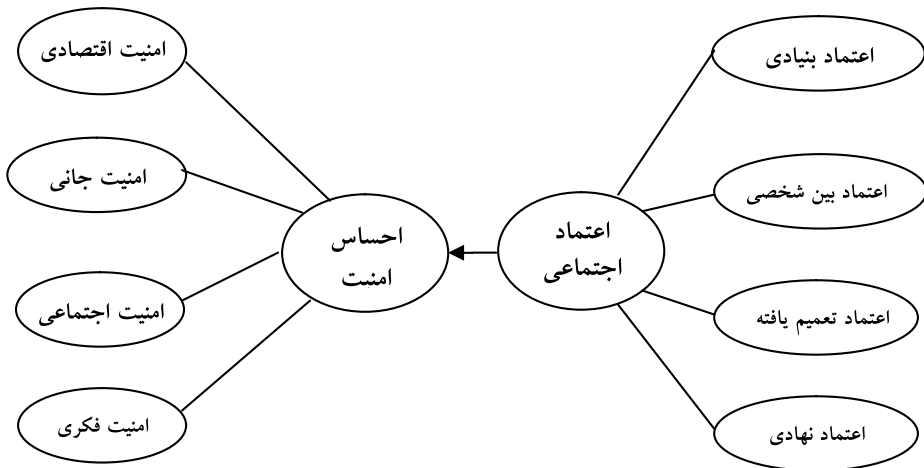 اعتماد بنیادی
اعتماد بین شخصی
اعتماد تعمیم یافته
اعتماد نهادی
اعتماد
اجتماعی
احساس
امنیت
امنیت اقتصادی
امنیت جانی
امنیت اجتماعی
امنیت فکری